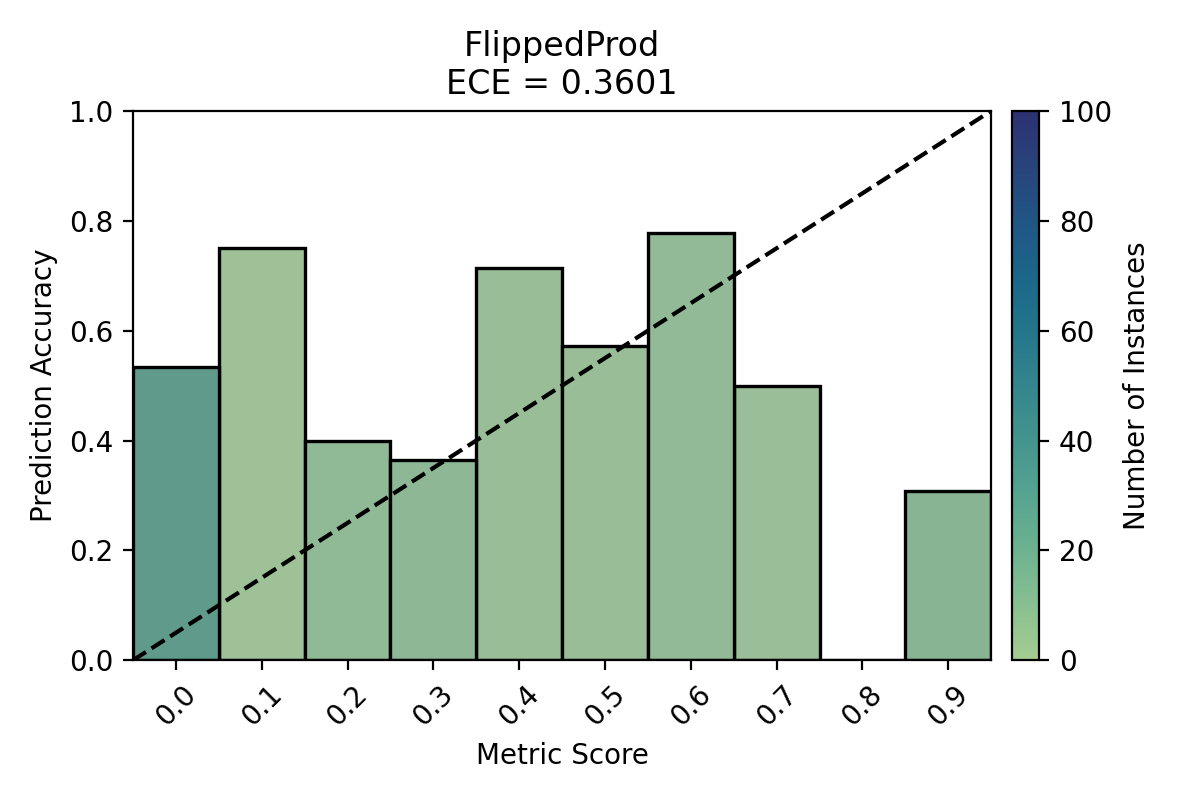 FlippedProd
ECE = 0.3601
Prediction Accuracy
1.0
0.8
0.6
0.4
0.2
0.0
0.0 0.1 0.2 0.3 0.4 0.5 0.6 0.7 0.8 0.9
Metric Score
100
80
60
40
20
0
Number of Instances